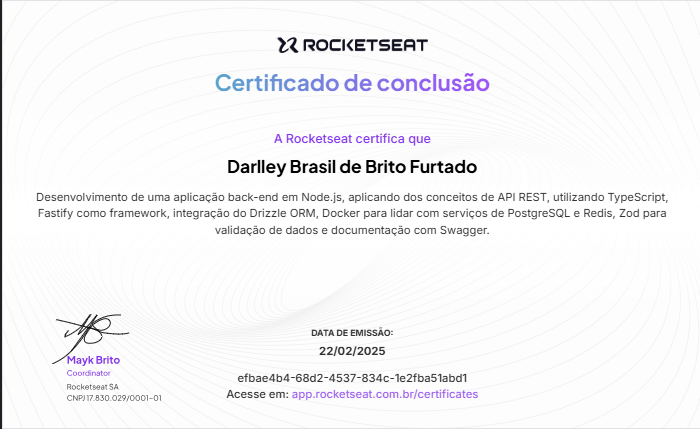 ROCKETSEAT
Certificado de conclusão
A Rocketseat certifica que
Darlley Brasil de Brito Furtado
Desenvolvimento de uma aplicação back-end em Node.js, aplicando dos conceitos de API REST, utilizando TypeScript,
Fastify como framework, integração do Drizzle ORM, Docker para lidar com serviços de PostgreSQL e Redis, Zod para
validação de dados e documentação com Swagger.
Mayk Brito
Coordinator
Rocketseat SA
CNPJ 17.830.029/0001-01
DATA DE EMISSÃO:
22/02/2025
efbae4b4-68d2-4537-834c-1e2fba51abd1
Acesse em: app.rocketseat.com.br/certificates